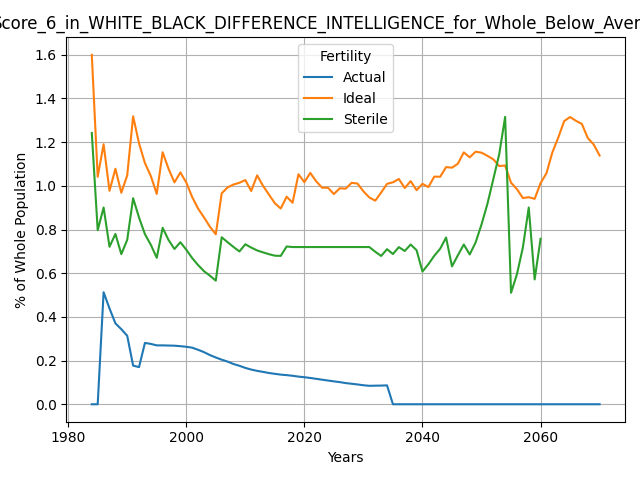 Score_6_in_WHITE_BLACK_DIFFERENCE_INTELLIGENCE_for_Whole_Below_Aver
Fertility
Actual
Ideal
Sterile
% of Whole Population
1.6
1.4
1.2
1.0
0.8
0.6
0.4
0.2
0.0
1980
2000
2020
2040
2060
Years